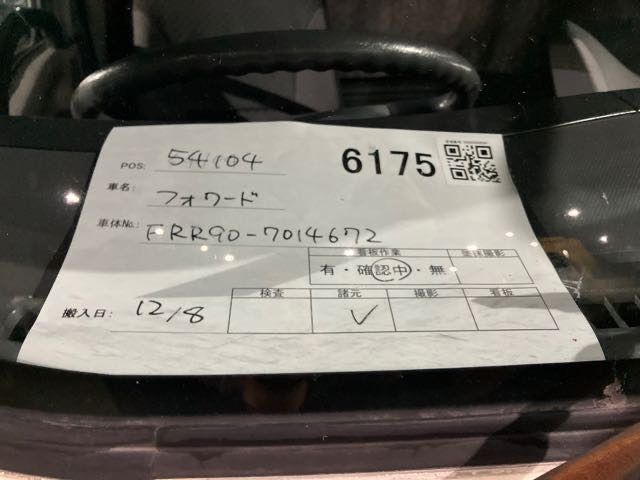 6175
POS: 54104
車名: フォワード
車体No.: FRR90-7014672
看板作業
有・確認中・無
搬入日: 12/8
検査 諸元 撮影 看板
✓